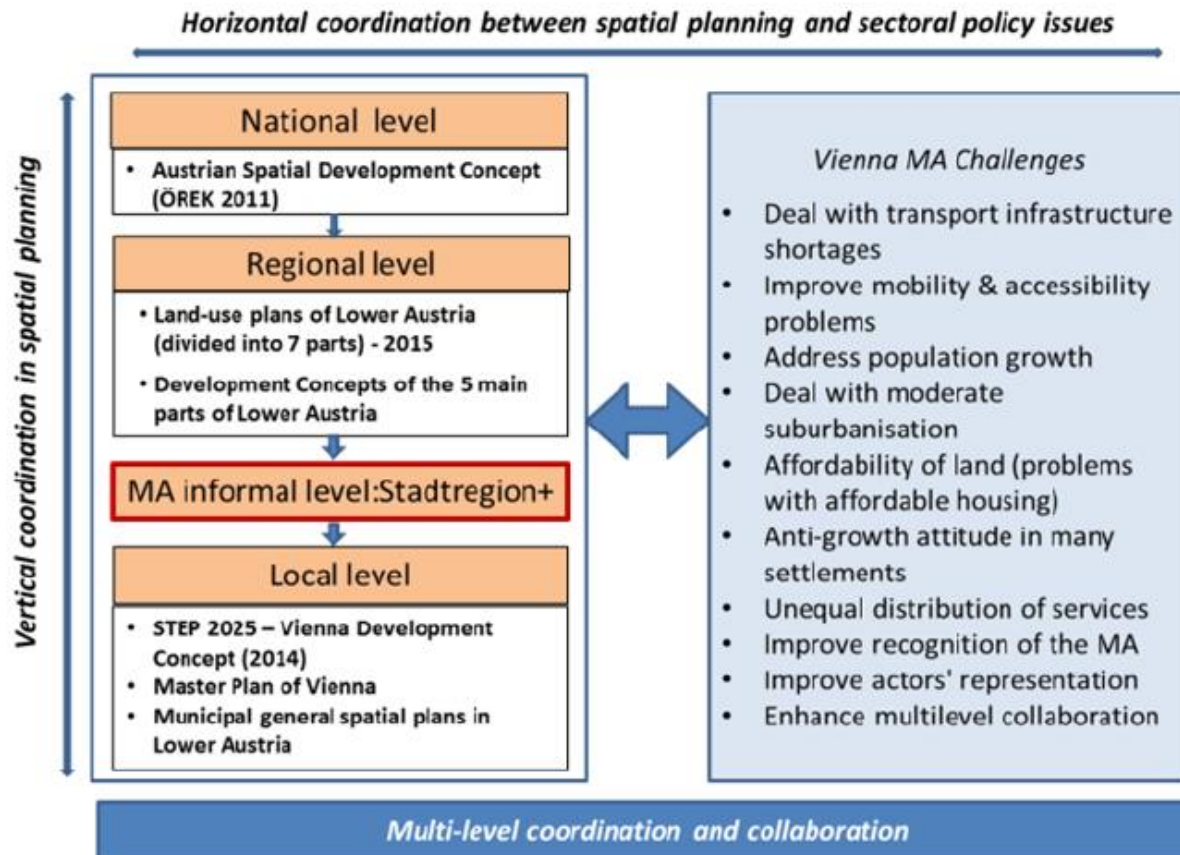 Horizontal coordination between spatial planning and sectoral policy issues
Vertical coordination in spatial planning
National level
• Austrian Spatial Development Concept
(ÖREK 2011)
Regional level
• Land-use plans of Lower Austria
(divided into 7 parts) - 2015
• Development Concepts of the 5 main
parts of Lower Austria
MA informal level:Stadtregion+
Local level
• STEP 2025 – Vienna Development
Concept (2014)
• Master Plan of Vienna
• Municipal general spatial plans in
Lower Austria
Vienna MA Challenges
• Deal with transport infrastructure
shortages
• Improve mobility & accessibility
problems
• Address population growth
• Deal with moderate
suburbanisation
• Affordability of land (problems
with affordable housing)
• Anti-growth attitude in many
settlements
• Unequal distribution of services
• Improve recognition of the MA
• Improve actors' representation
• Enhance multilevel collaboration
Multi-level coordination and collaboration